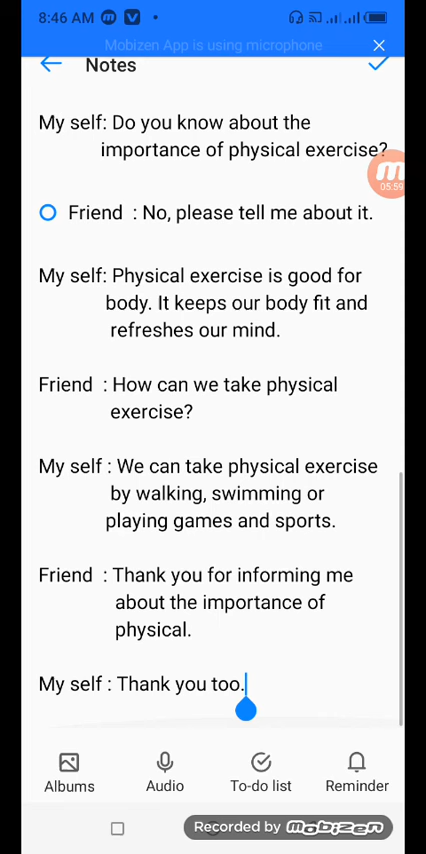 8:46 AM
Mobizen App is using microphone
Notes
My self: Do you know about the
importance of physical exercise?
05:59
Friend : No, please tell me about it.
My self: Physical exercise is good for
body. It keeps our body fit and
refreshes our mind.
Friend : How can we take physical
exercise?
My self : We can take physical exercise
by walking, swimming or
playing games and sports.
Friend : Thank you for informing me
about the importance of
physical.
My self : Thank you too.
Albums Audio To-do list Reminder
Recorded by mobizen